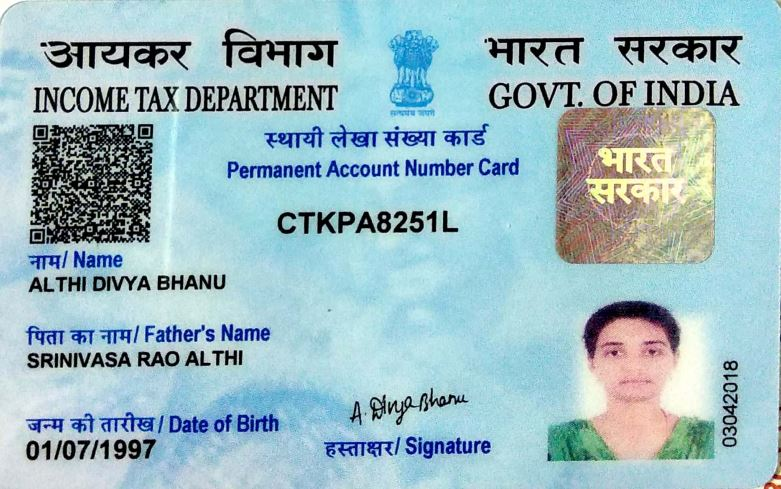 आयकर विभाग
INCOME TAX DEPARTMENT
भारत सरकार
GOVT. OF INDIA
सत्यमेव जयते
स्थायी लेखा संख्या कार्ड
Permanent Account Number Card
CTKPA8251L
भारत
सरकार
नाम/ Name
ALTHI DIVYA BHANU
पिता का नाम/ Father's Name
SRINIVASA RAO ALTHI
जन्म की तारीख/ Date of Birth
01/07/1997
A. Divya Bhanu
हस्ताक्षर/ Signature
03042018